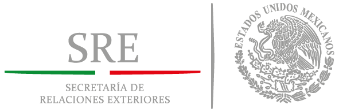 SRE
SECRETARÍA DE
RELACIONES EXTERIORES
ESTADOS UNIDOS MEXICANOS